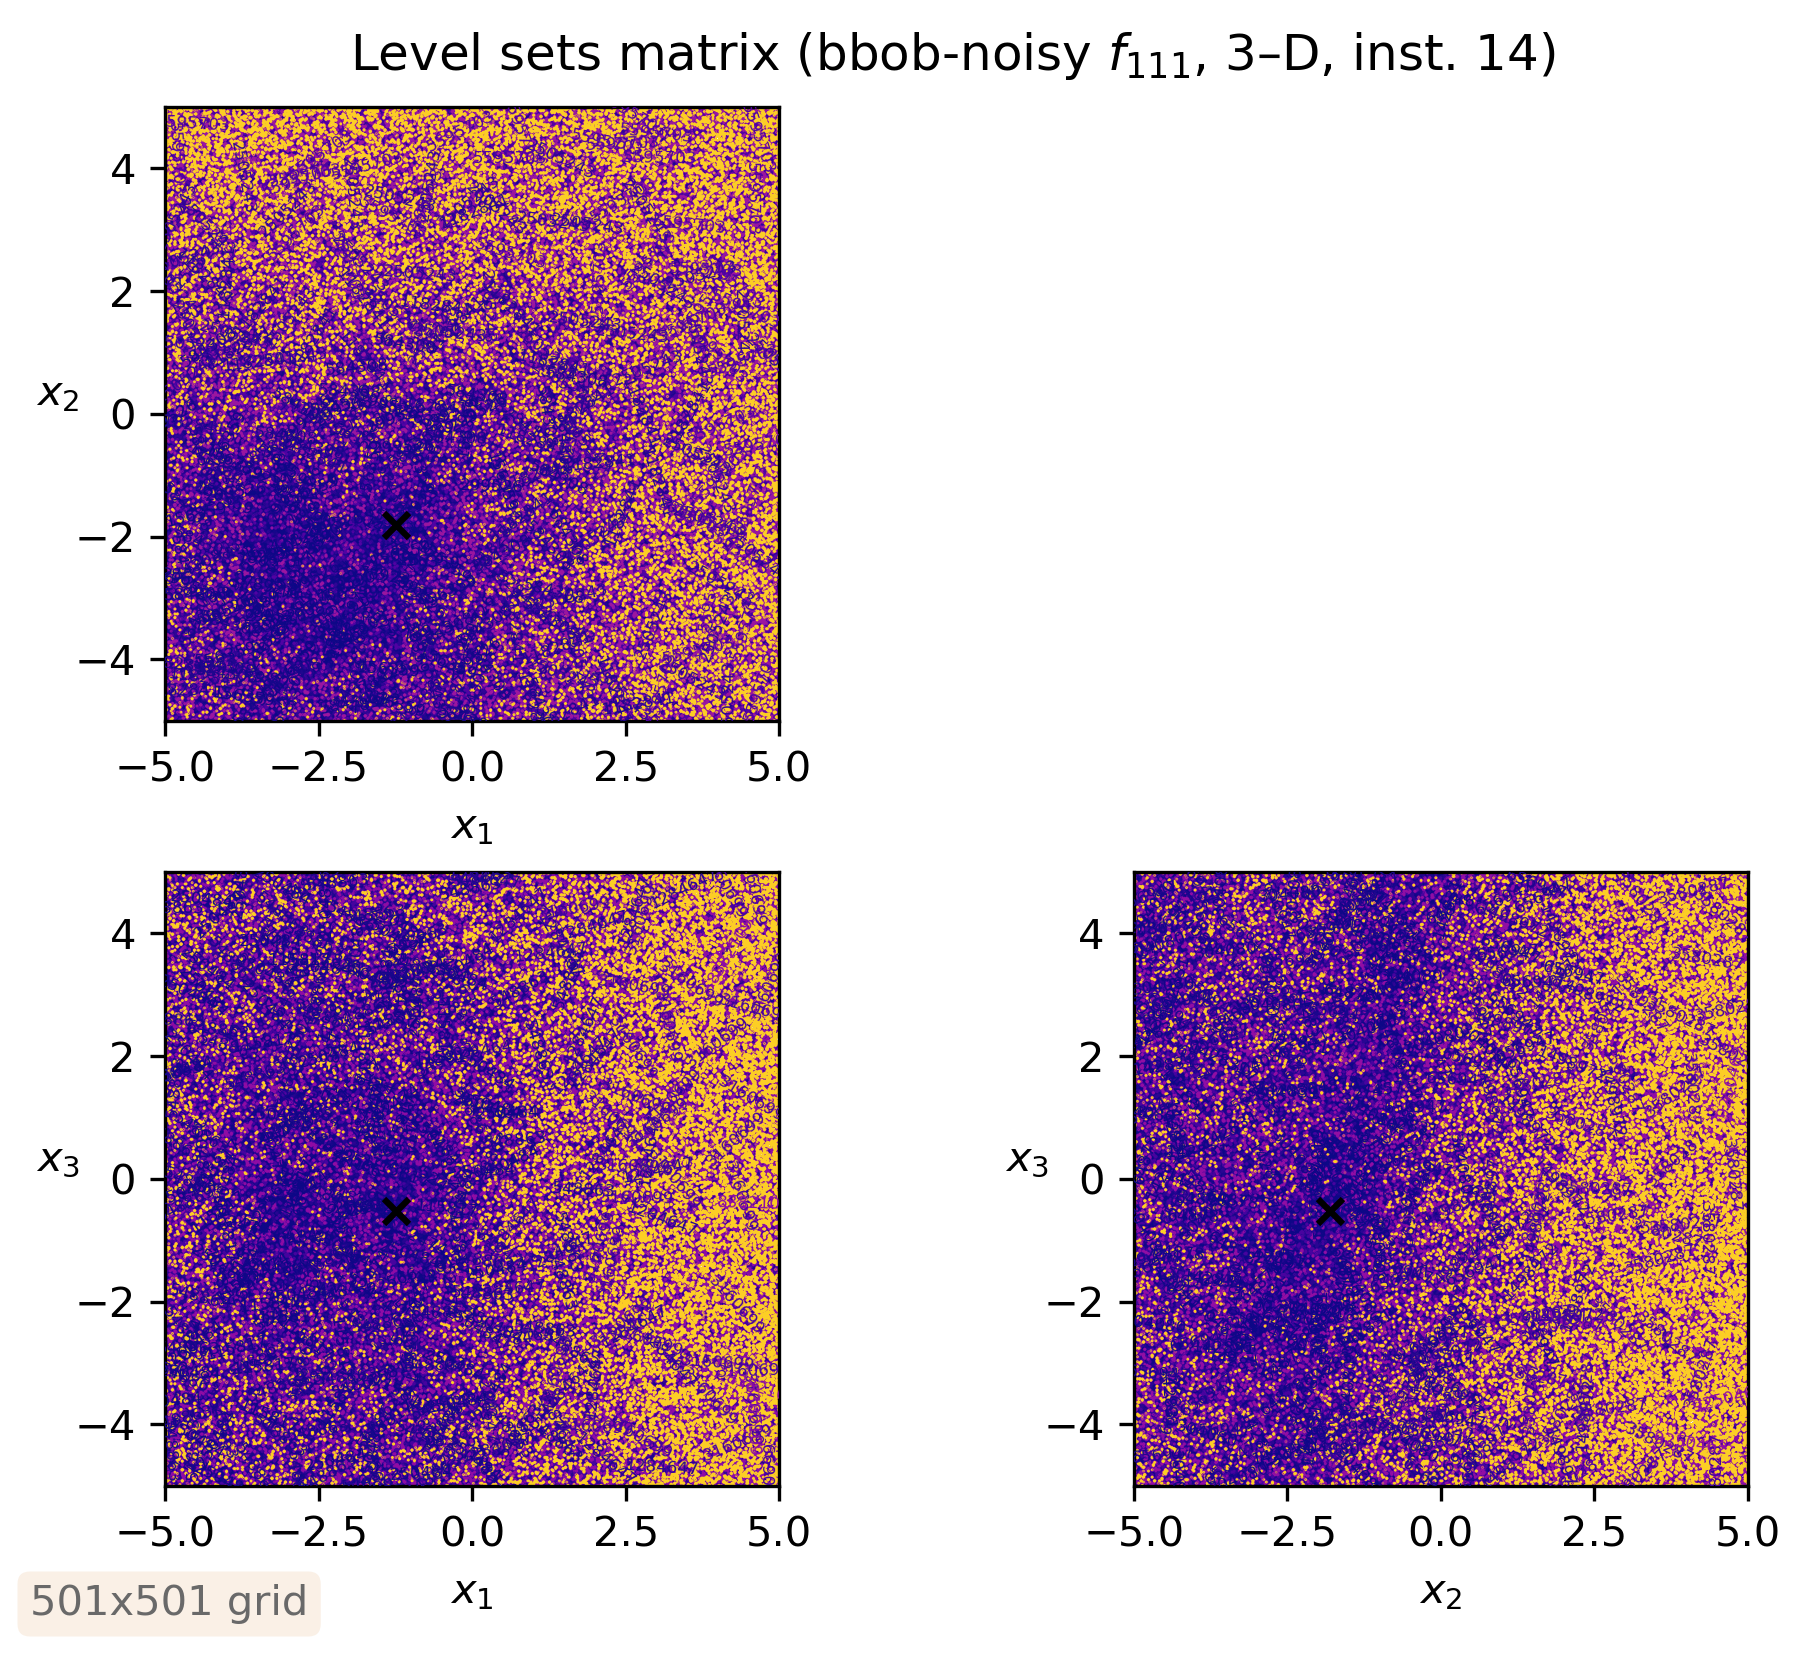 Level sets matrix (bbob-noisy f111, 3–D, inst. 14)
4
2
x2
0
−2
−4
−5.0 −2.5 0.0 2.5 5.0
x1
4 4
2 2
x3 0 x3 0
−2 −2
−4 −4
−5.0 −2.5 0.0 2.5 5.0 −5.0 −2.5 0.0 2.5 5.0
x1 x2
501x501 grid